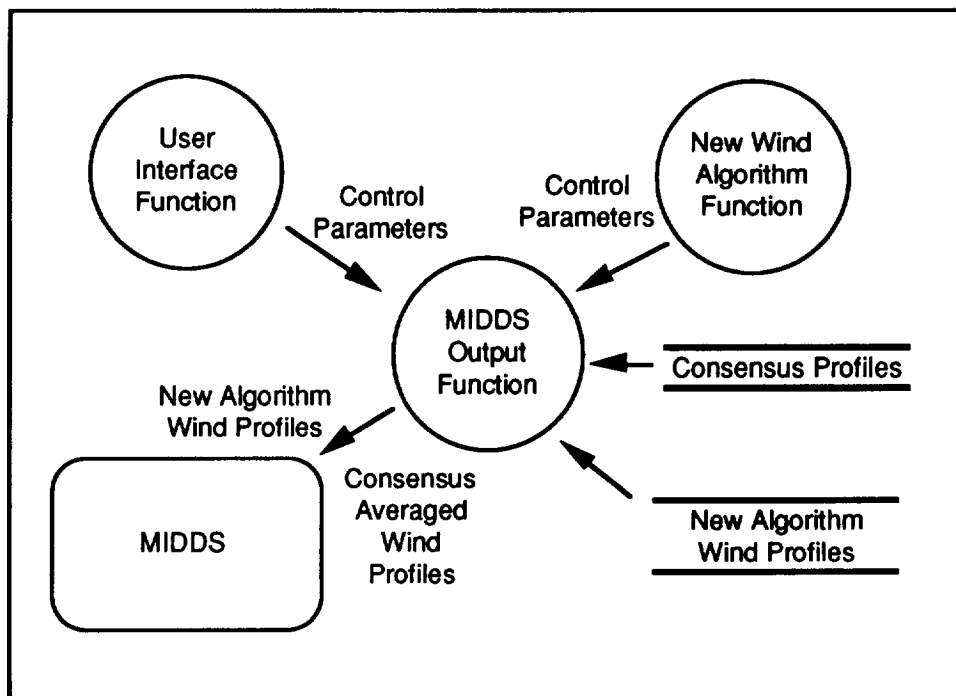 User
Interface
Function
New Wind
Algorithm
Function
Control
Parameters
Control
Parameters
MIDDS
Output
Function
Consensus Profiles
New Algorithm
Wind Profiles
MIDDS
Consensus
Averaged
Wind
Profiles
New Algorithm
Wind Profiles